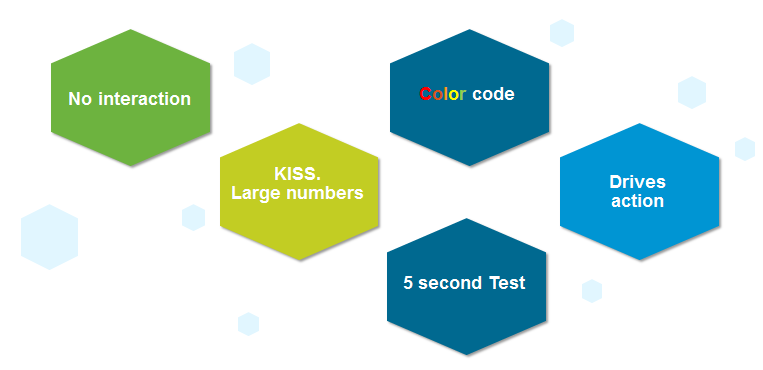 No interaction
KISS.
Large numbers
Color code
5 second Test
Drives
action